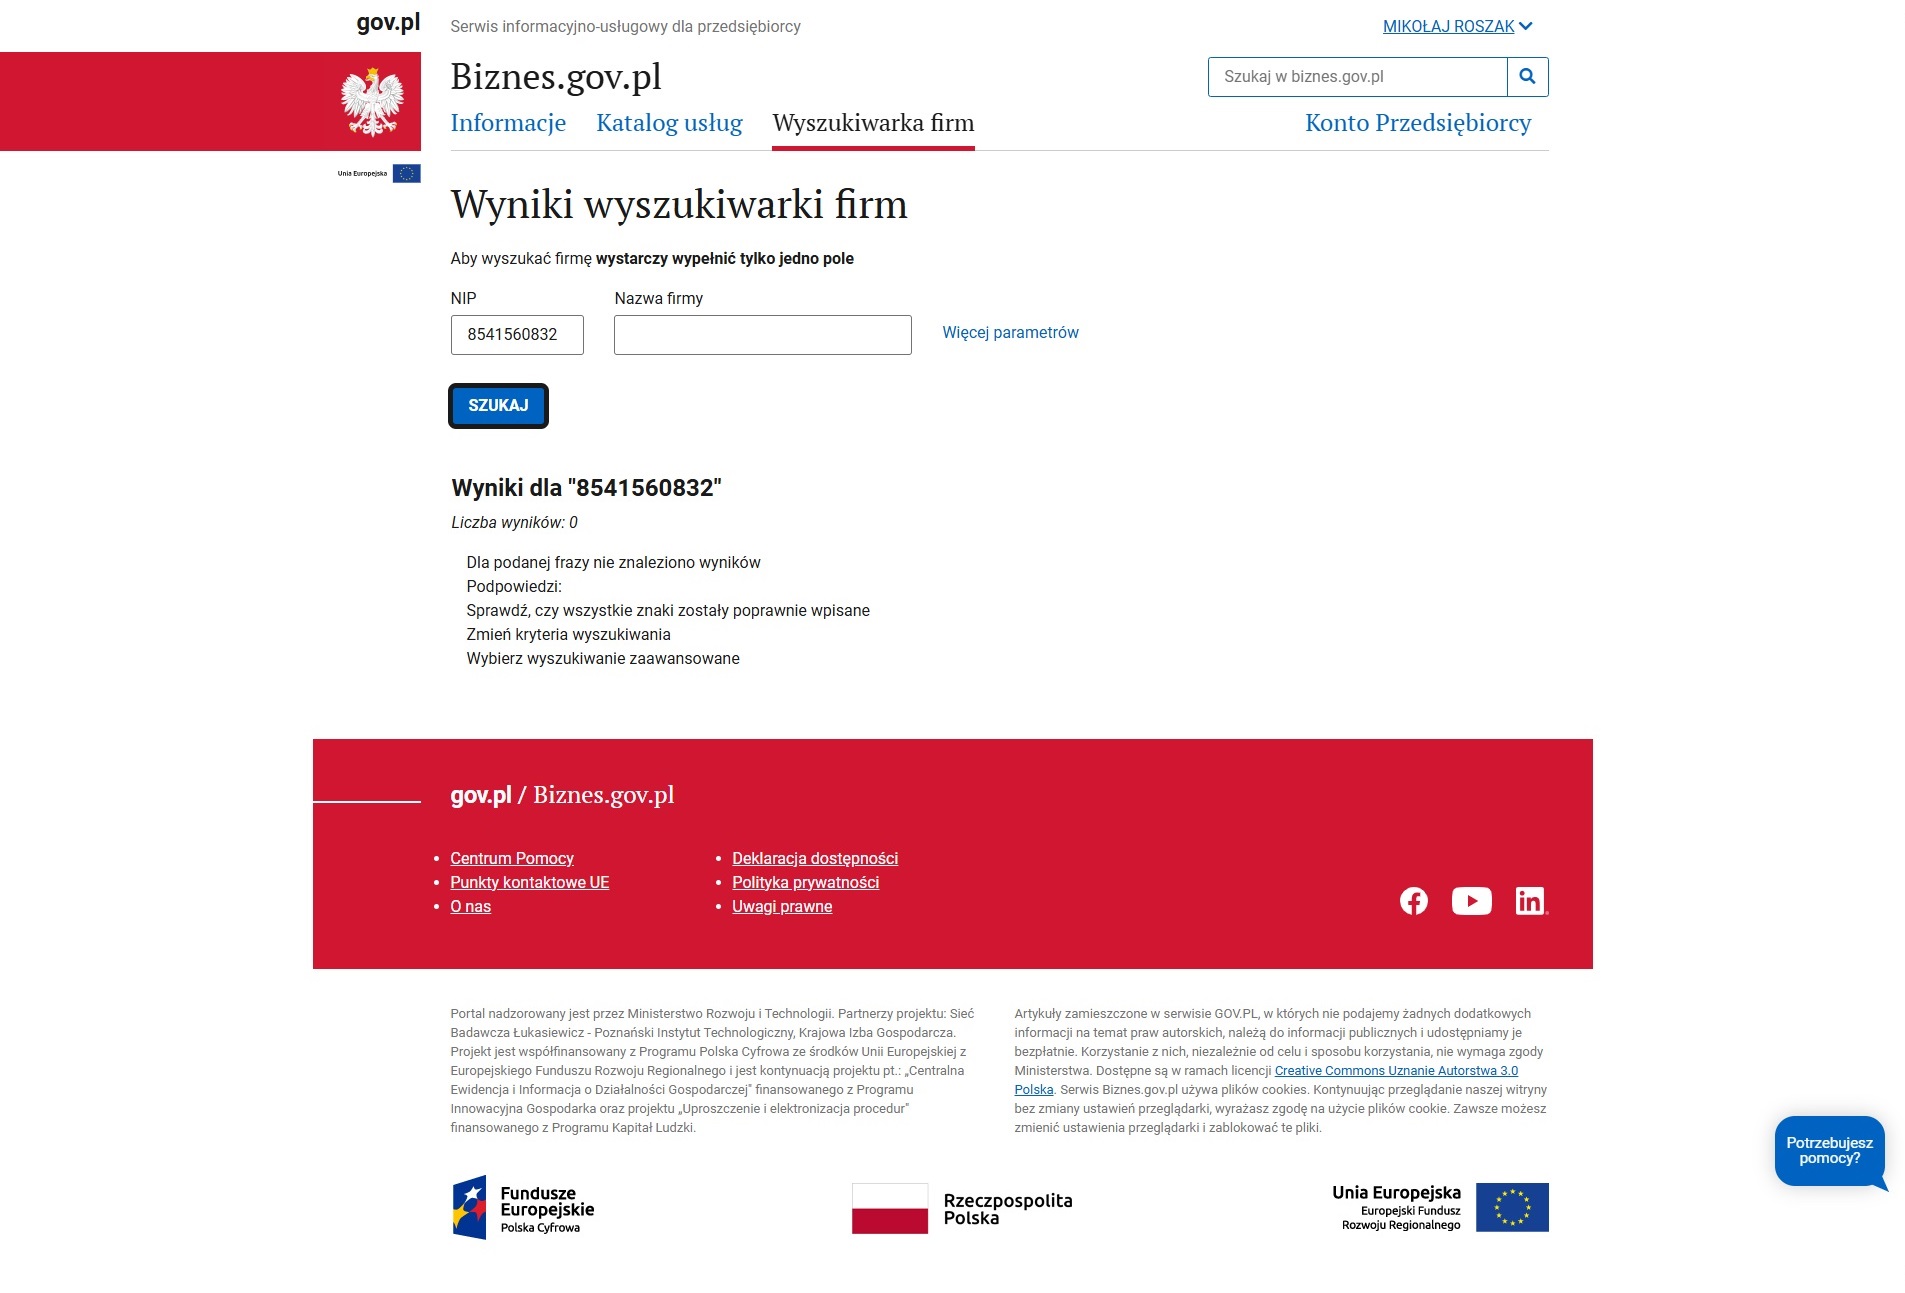 gov.pl
Serwis informacyjno-usługowy dla przedsiębiorcy
MIKOŁAJ ROSZAK
Biznes.gov.pl
Szukaj w biznes.gov.pl
Informacje
Katalog usług
Wyszukiwarka firm
Konto Przedsiębiorcy
Unia Europejska
Wyniki wyszukiwarki firm
Aby wyszukać firmę wystarczy wypełnić tylko jedno pole
NIP
Nazwa firmy
8541560832
Więcej parametrów
SZUKAJ
Wyniki dla "8541560832"
Liczba wyników: 0
Dla podanej frazy nie znaleziono wyników
Podpowiedzi:
Sprawdź, czy wszystkie znaki zostały poprawnie wpisane
Zmień kryteria wyszukiwania
Wybierz wyszukiwanie zaawansowane
gov.pl / Biznes.gov.pl
Centrum Pomocy
Punkty kontaktowe UE
O nas
Deklaracja dostępności
Polityka prywatności
Uwagi prawne
Portal nadzorowany jest przez Ministerstwo Rozwoju i Technologii. Partnerzy projektu: Sieć
Badawcza Łukasiewicz - Poznański Instytut Technologiczny, Krajowa Izba Gospodarcza.
Projekt jest współfinansowany z Programu Polska Cyfrowa ze środków Unii Europejskiej z
Europejskiego Funduszu Rozwoju Regionalnego i jest kontynuacją projektu pt.: „Centralna
Ewidencja i Informacja o Działalności Gospodarczej" finansowanego z Programu
Innowacyjna Gospodarka oraz projektu „Uproszczenie i elektronizacja procedur"
finansowanego z Programu Kapitał Ludzki.
Artykuły zamieszczone w serwisie GOV.PL, w których nie podajemy żadnych dodatkowych
informacji na temat praw autorskich, należą do informacji publicznych i udostępniamy je
bezpłatnie. Korzystanie z nich, niezależnie od celu i sposobu korzystania, nie wymaga zgody
Ministerstwa. Dostępne są w ramach licencji Creative Commons Uznanie Autorstwa 3.0
Polska. Serwis Biznes.gov.pl używa plików cookies. Kontynuując przeglądanie naszej witryny
bez zmiany ustawień przeglądarki, wyrażasz zgodę na użycie plików cookie. Zawsze możesz
zmienić ustawienia przeglądarki i zablokować te pliki.
Potrzebujesz
pomocy?
Fundusze
Europejskie
Polska Cyfrowa
Rzeczpospolita
Polska
Unia Europejska
Europejski Fundusz
Rozwoju Regionalnego